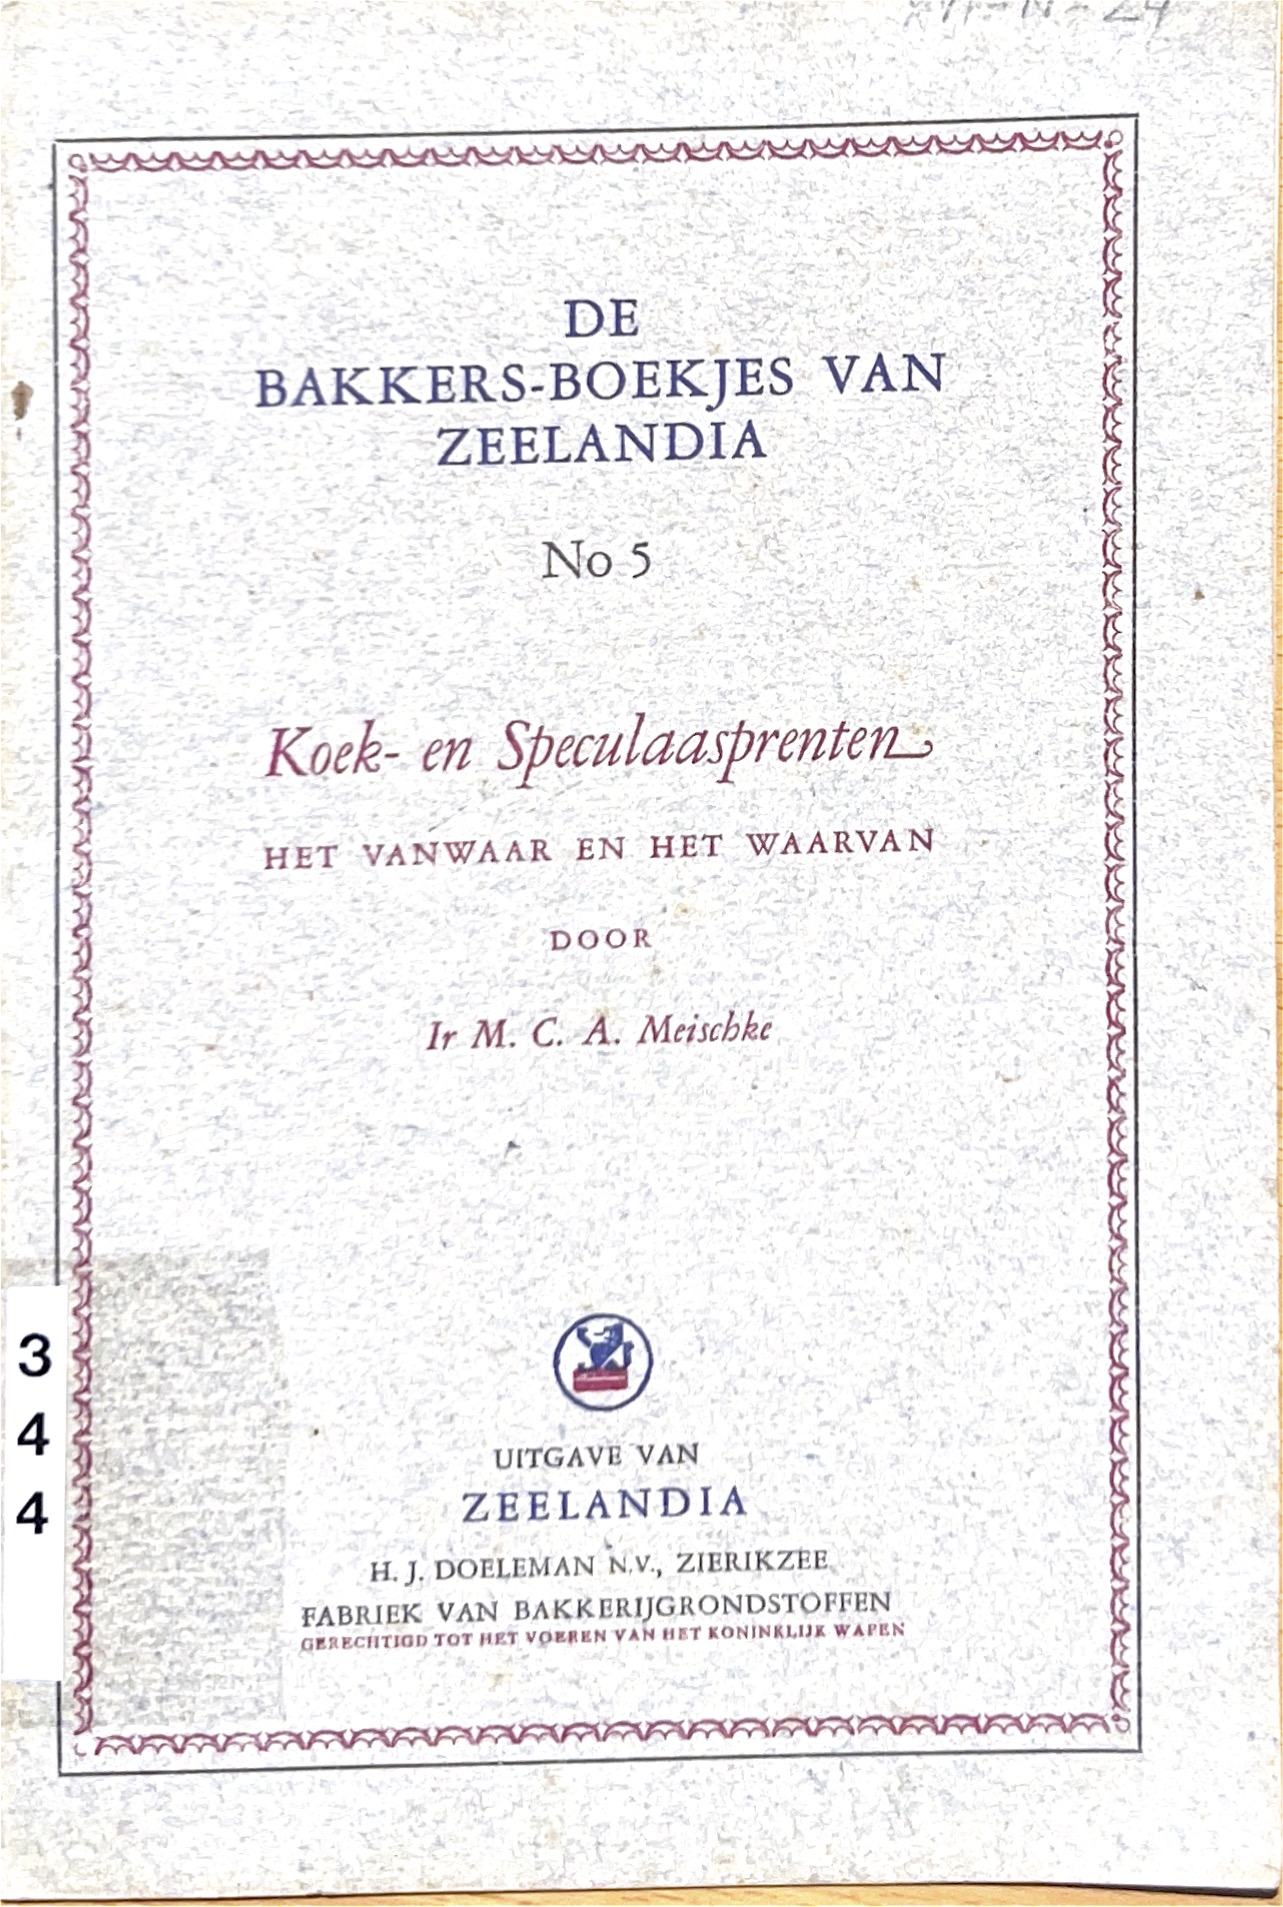 DE
BAKKERS-BOEKJES VAN
ZEELANDIA
No 5
Koek- en Speculaasprenten
HET VANWAAR EN HET WAARVAN
DOOR
Ir M. C. A. Meischke
3
4
4
UITGAVE VAN
ZEELANDIA
H. J. DOELEMAN N.V., ZIERIKZEE
FABRIEK VAN BAKKERIJGRONDSTOFFEN
GERECHTIGD TOT HET VOEREN VAN HET KONINKLIJK WAPEN